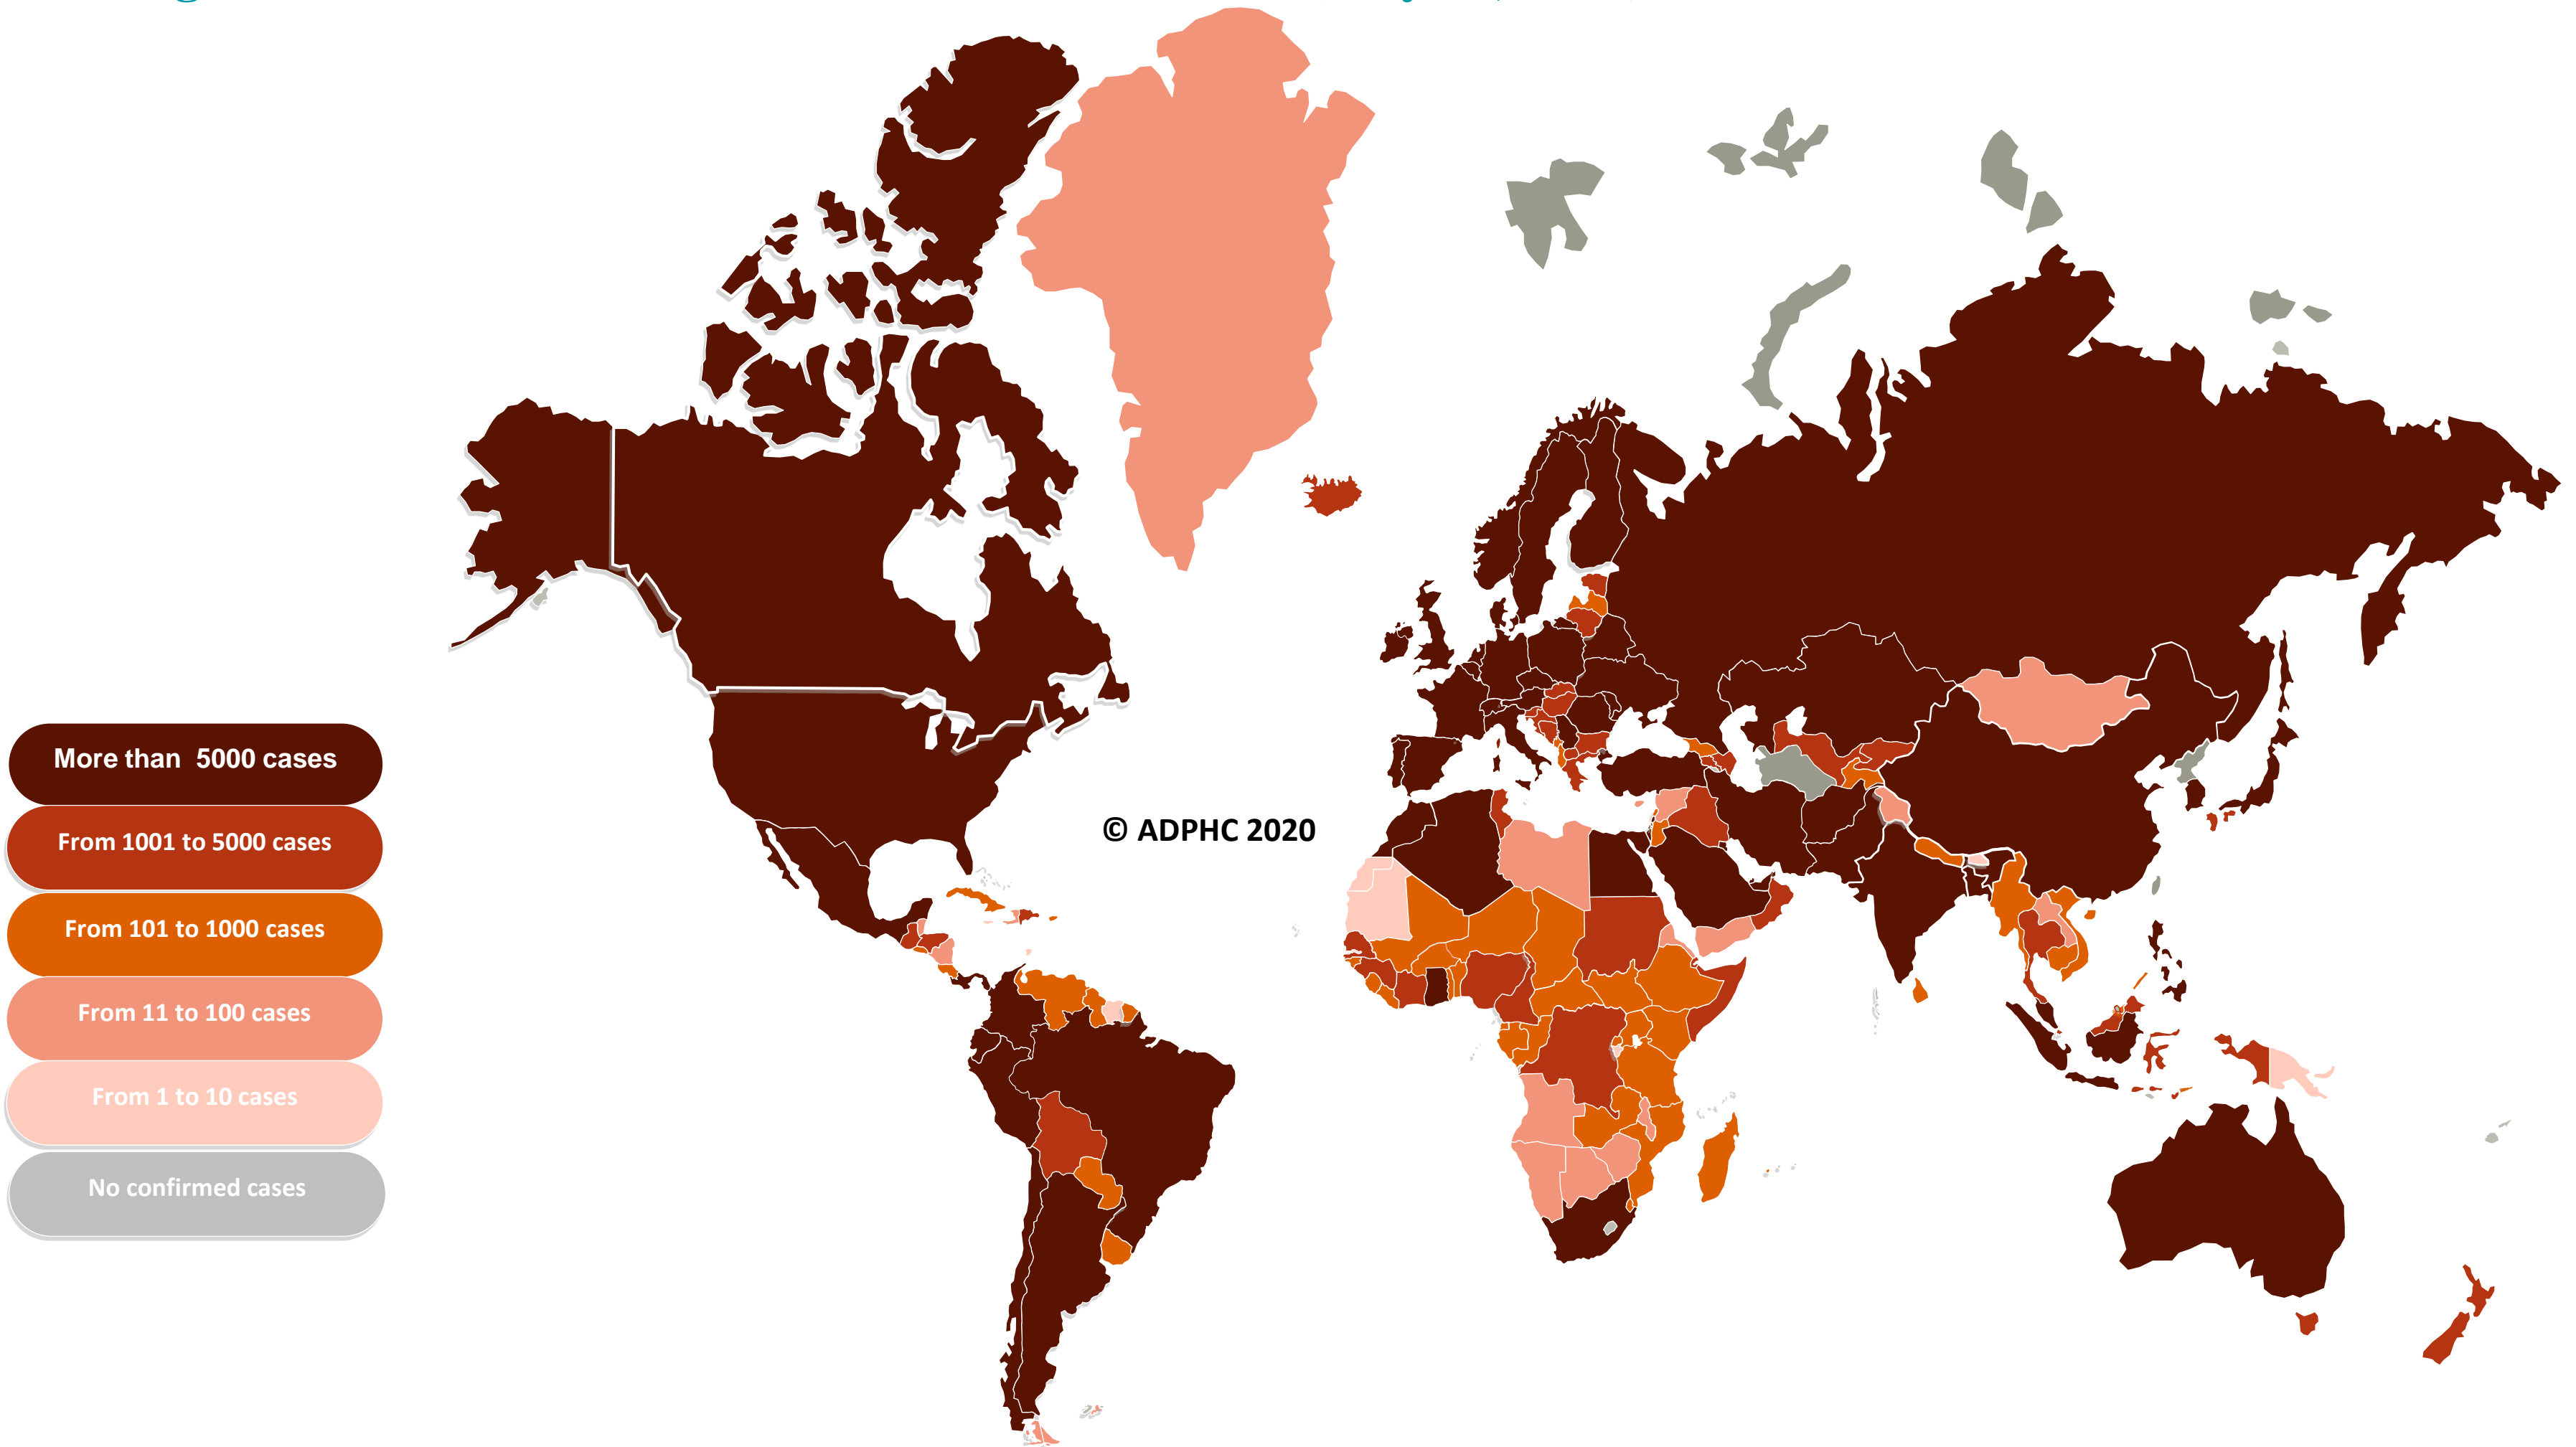 More than 5000 cases
From 1001 to 5000 cases
© ADPHC 2020
From 101 to 1000 cases
From 11 to 100 cases
From 1 to 10 cases
No confirmed cases